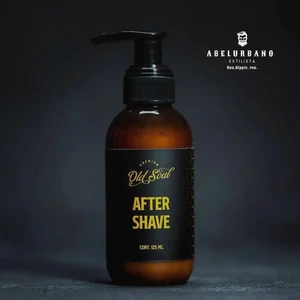 ABELURBANO
ESTILISTA
PREMIUM
Old Soul
AFTER
SHAVE
CONT. 125 ML.